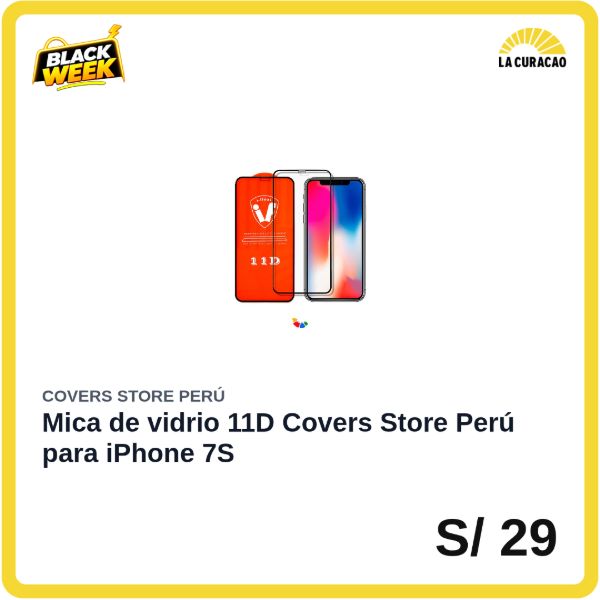 BLACK
WEEK
LA CURACAO
11D
COVERS STORE PERÚ
Mica de vidrio 11D Covers Store Perú
para iPhone 7S
S/ 29